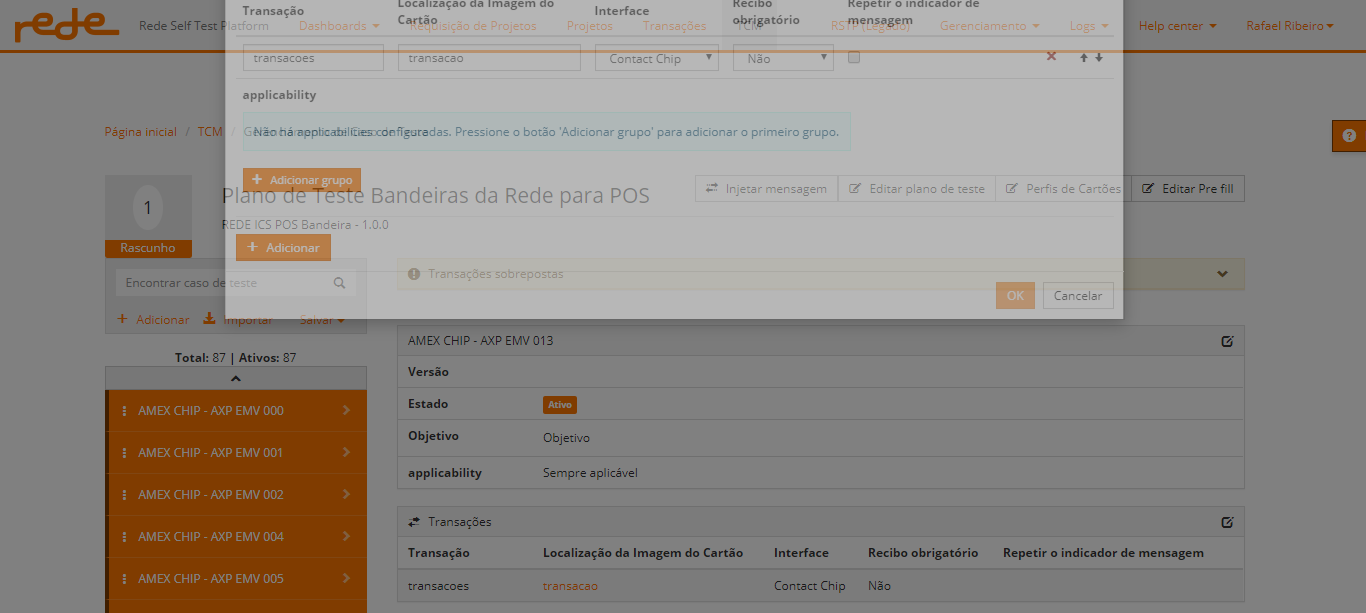 Transação
Localização da Imagem do Cartão
Interface
Recibo obrigatório
Repetir o indicador de mensagem
rede
Rede Self Test Platform
Dashboards
Requisição de Projetos
Projetos
Transações
TCM
RSTP (Legado)
Gerenciamento
Logs
Help center
Rafael Ribeiro
transacoes
transacao
Contact Chip
Não
applicability
Página inicial / TCM /
Não há applicabilities configuradas. Pressione o botão 'Adicionar grupo' para adicionar o primeiro grupo.
Adicionar grupo
1
Rascunho
Plano de Teste Bandeiras da Rede para POS
Injetar mensagem
Editar plano de teste
Perfis de Cartões
Editar Pre fill
REDE ICS POS Bandeira - 1.0.0
Adicionar
Encontrar caso de teste
Transações sobrepostas
OK
Cancelar
Adicionar
Importar
Salvar
Total: 87 | Ativos: 87
AMEX CHIP - AXP EMV 000
AMEX CHIP - AXP EMV 001
AMEX CHIP - AXP EMV 002
AMEX CHIP - AXP EMV 004
AMEX CHIP - AXP EMV 005
AMEX CHIP - AXP EMV 013
Versão
Estado
Ativo
Objetivo
Objetivo
applicability
Sempre aplicável
Transações
Transação
Localização da Imagem do Cartão
Interface
Recibo obrigatório
Repetir o indicador de mensagem
transacoes
transacao
Contact Chip
Não